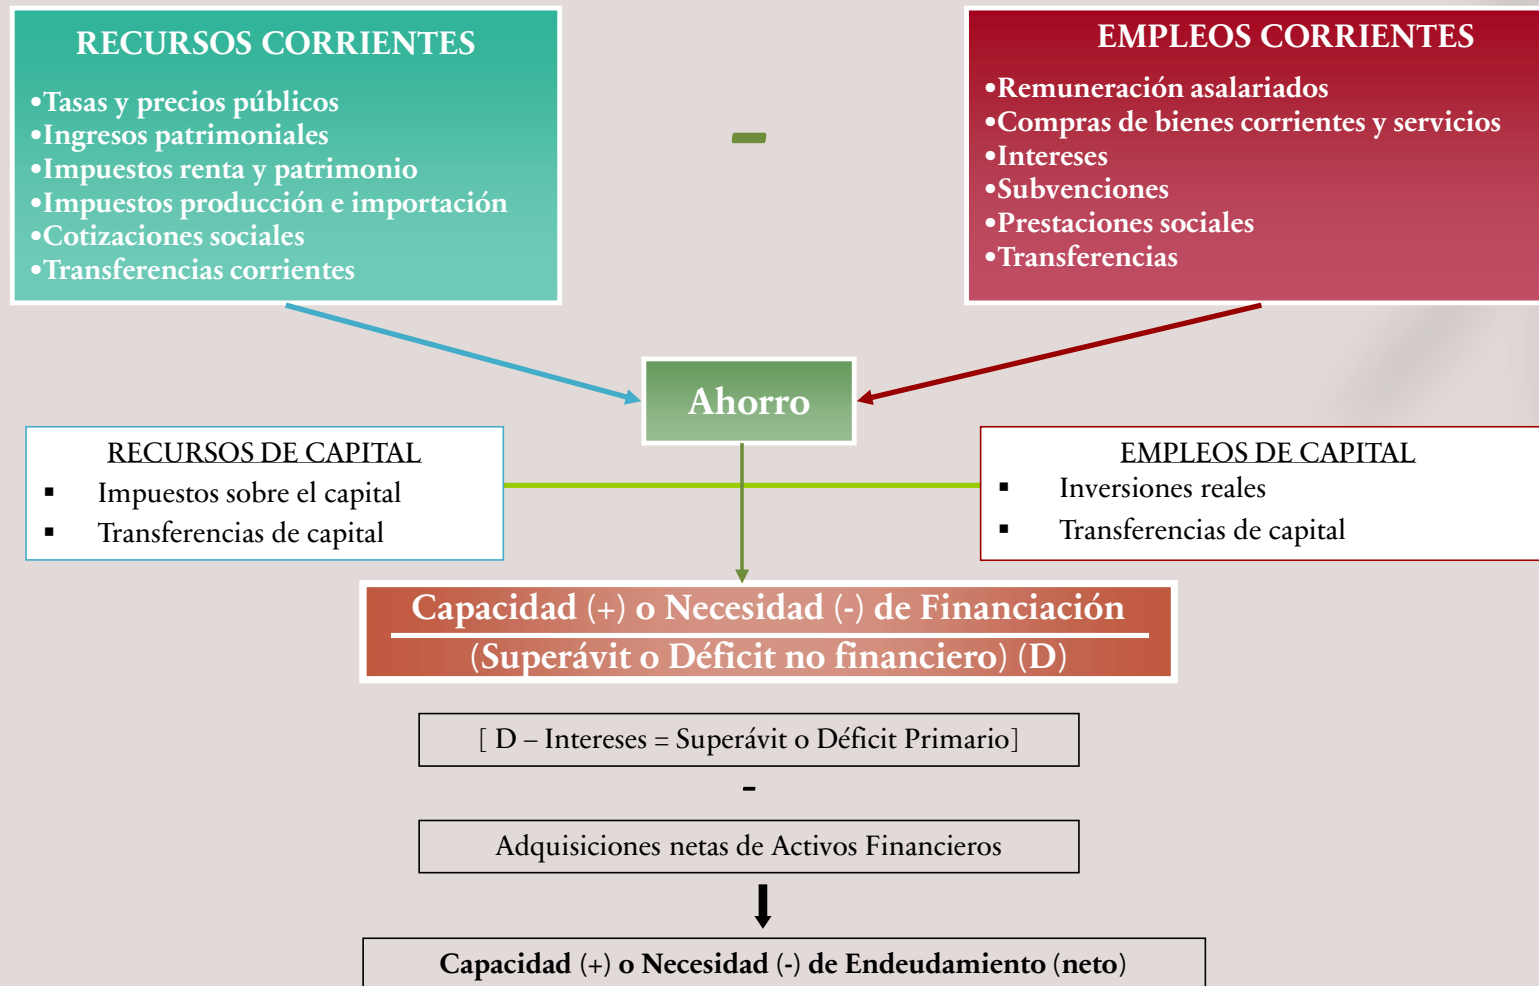 RECURSOS CORRIENTES
•Tasas y precios públicos
•Ingresos patrimoniales
•Impuestos renta y patrimonio
•Impuestos producción e importación
•Cotizaciones sociales
•Transferencias corrientes
-
EMPLEOS CORRIENTES
•Remuneración asalariados
•Compras de bienes corrientes y servicios
•Intereses
•Subvenciones
•Prestaciones sociales
•Transferencias
Ahorro
RECURSOS DE CAPITAL
▪ Impuestos sobre el capital
▪ Transferencias de capital
EMPLEOS DE CAPITAL
▪ Inversiones reales
▪ Transferencias de capital
Capacidad (+) o Necesidad (-) de Financiación
(Superávit o Déficit no financiero) (D)
[ D – Intereses = Superávit o Déficit Primario]
-
Adquisiciones netas de Activos Financieros
Capacidad (+) o Necesidad (-) de Endeudamiento (neto)